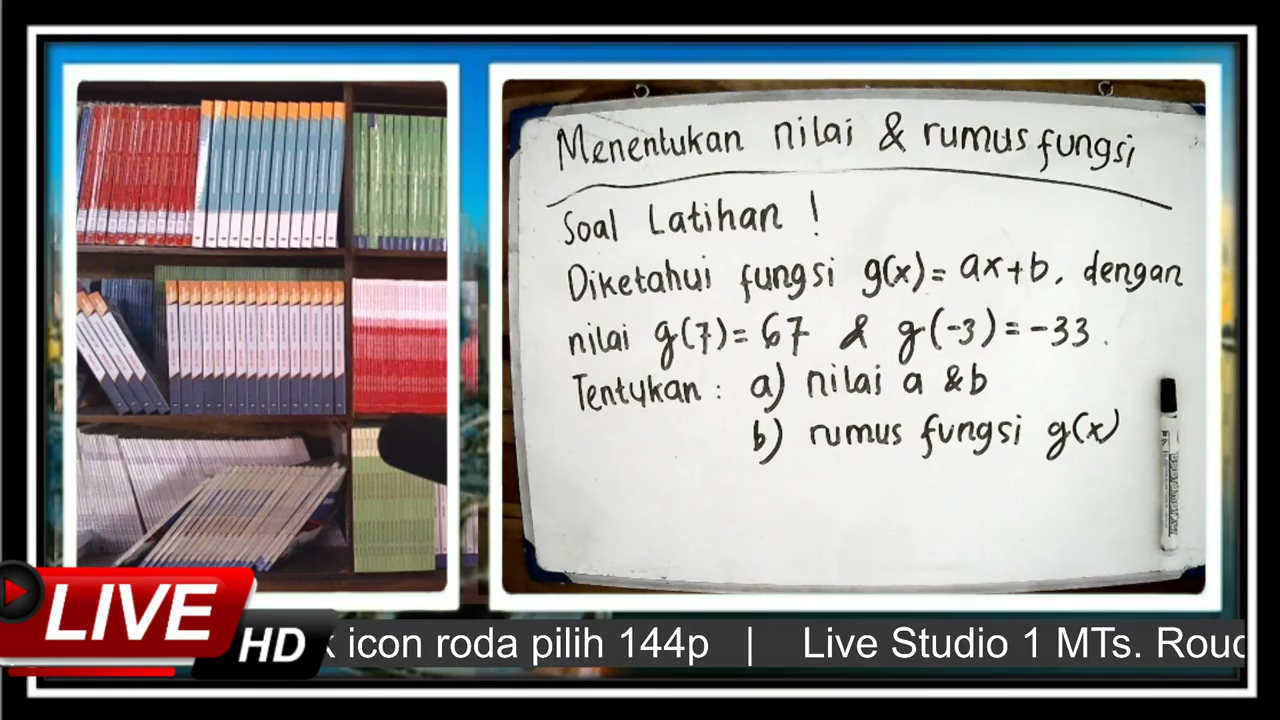 Menentukan nilai & rumus fungsi
Soal Latihan !
Diketahui fungsi g(x) = ax+b, dengan
nilai g(7) = 67 & g(-3) = -33.
Tentukan : a) nilai a & b
b) rumus fungsi g(x)
LIVE
HD
icon roda pilih 144p | Live Studio 1 MTs.